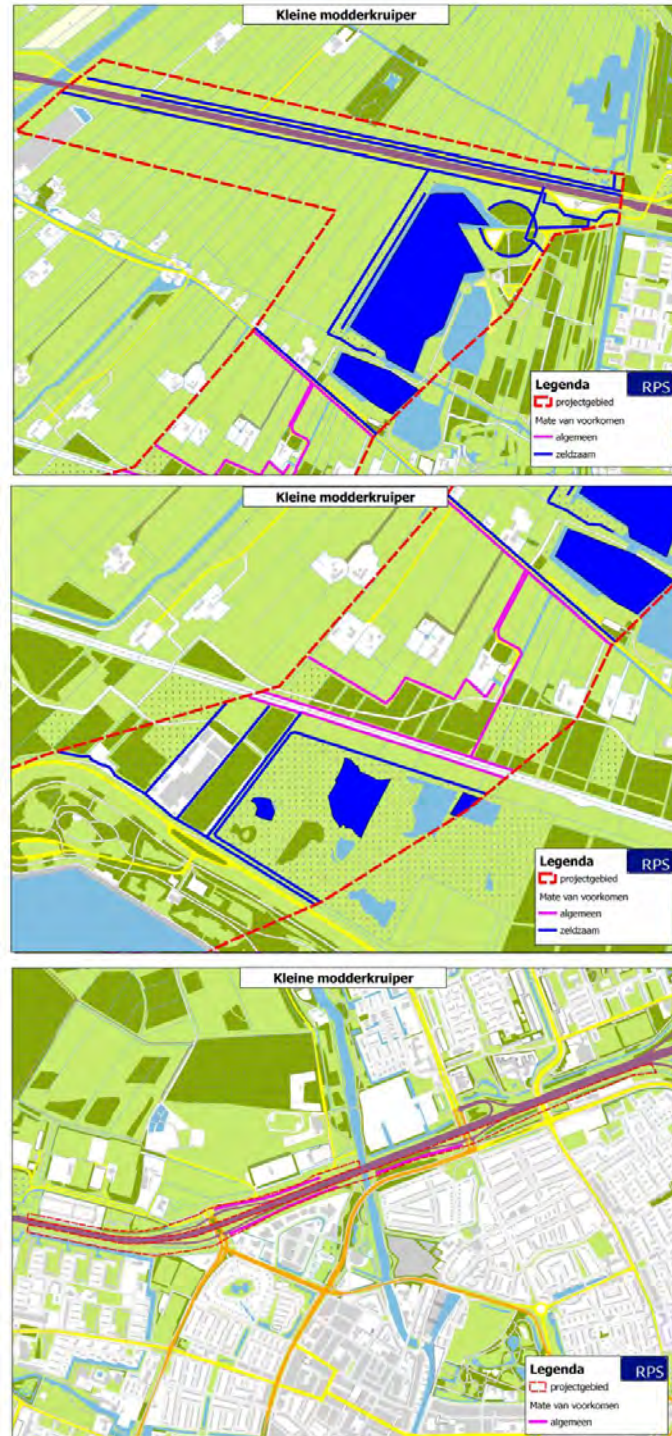 Kleine modderkruiper
Legenda
RPS
projectgebied
Mate van voorkomen
algemeen
zeldzaam
Kleine modderkruiper
Legenda
RPS
projectgebied
Mate van voorkomen
algemeen
zeldzaam
Kleine modderkruiper
Legenda
RPS
projectgebied
Mate van voorkomen
algemeen